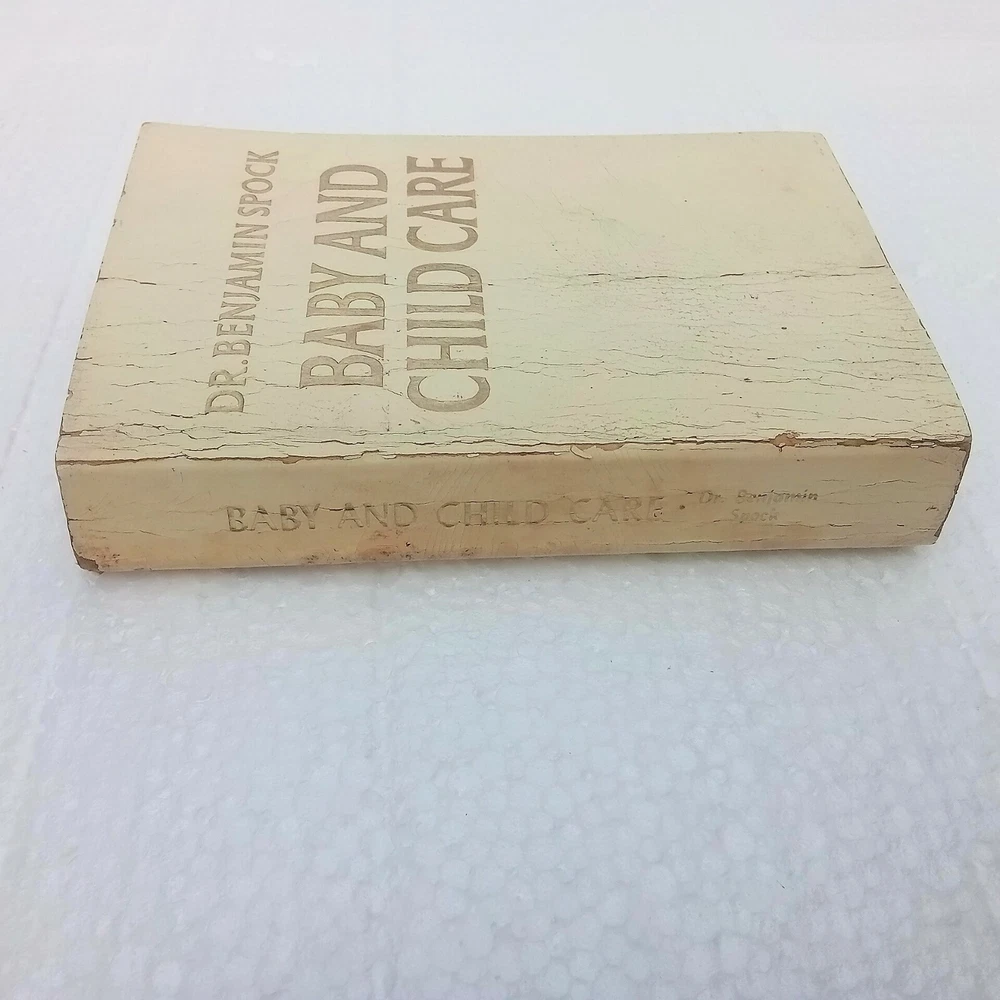 DR. BENJAMIN SPOCK
BABY AND
CHILD CARE
BABY AND CHILD CARE • Dr. Benjamin
Spock